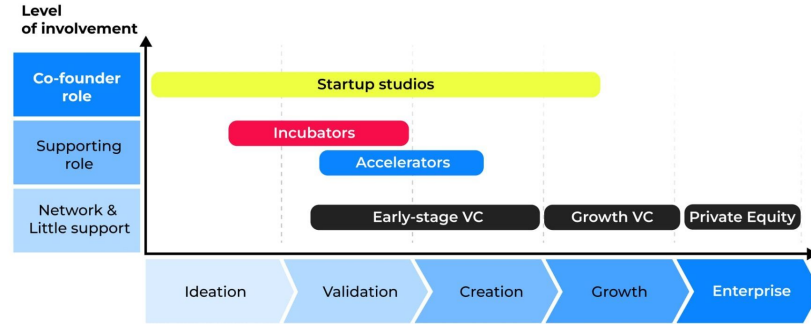 Level
of involvement
Co-founder
role
Startup studios
Incubators
Supporting
role
Accelerators
Network &
Little support
Early-stage VC
Growth VC
Private Equity
Ideation
Validation
Creation
Growth
Enterprise